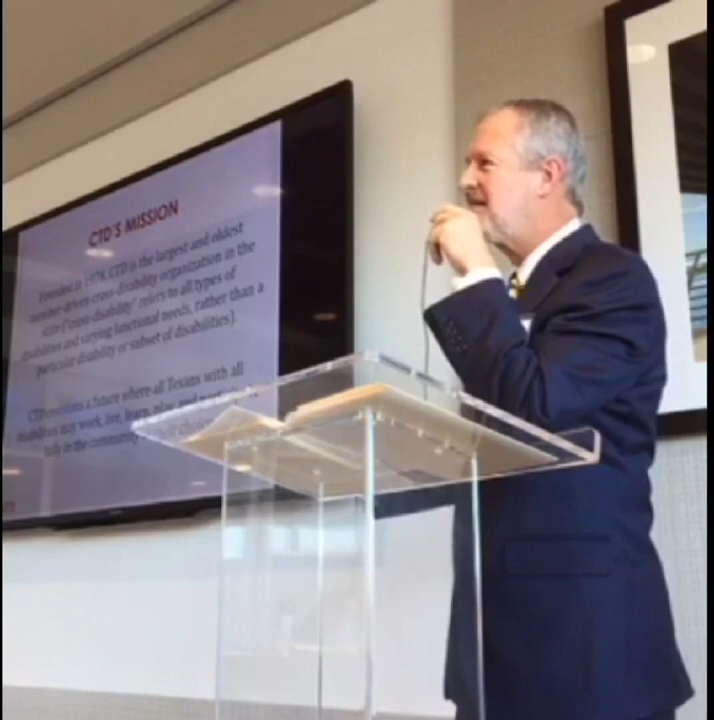 CTD'S MISSION
Founded in 1978, CTD is the largest and oldest
member-driven cross-disability organization in the
state ("cross-disability" refers to all types of
disabilities and varying functional needs, rather than a
particular disability or subset of disabilities).
CTD envisions a future where all Texans with all
disabilities may work, live, learn, play, and
fully in the community